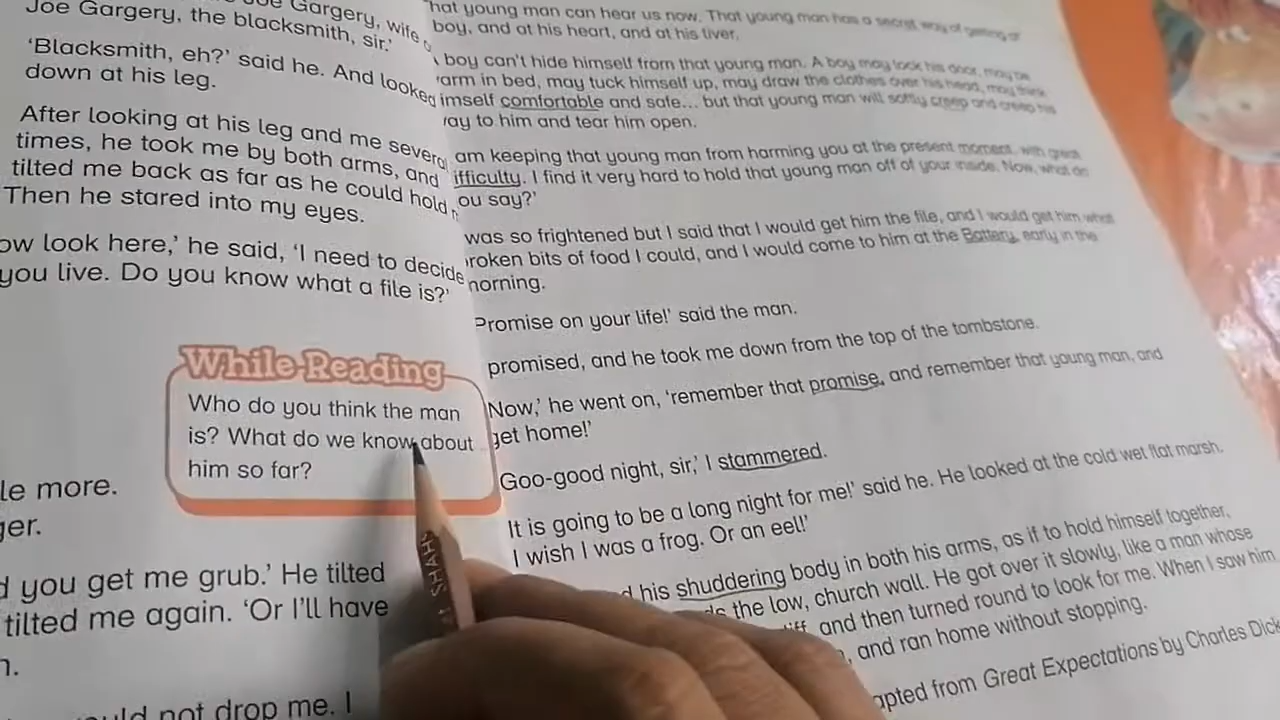 Joe Gargery, wife
Joe Gargery, the blacksmith, sir.'
'Blacksmith, eh?' said he. And looked
down at his leg.
After looking at his leg and me several
times, he took me by both arms, and
tilted me back as far as he could hold
Then he stared into my eyes.
ow look here,' he said, 'I need to decide
you live. Do you know what a file is?'
While-Reading
Who do you think the man
is? What do we know about
him so far?
le more.
ger.
d you get me grub.' He tilted
tilted me again. 'Or I'll have
n.
ould not drop me. I
hat young man can hear us now. That young man has a secret way of getting at
boy, and at his heart, and at his liver.
boy can't hide himself from that young man. A boy may lock his door, may be
arm in bed, may tuck himself up, may draw the clothes over his head, may think
imself comfortable and safe... but that young man will softly creep and creep his
ay to him and tear him open.
am keeping that young man from harming you at the present moment, with great
ifficulty. I find it very hard to hold that young man off of your inside. Now, what do
ou say?'
was so frightened but I said that I would get him the file, and I would get him what
roken bits of food I could, and I would come to him at the Battery, early in the
morning.
Promise on your life!' said the man.
promised, and he took me down from the top of the tombstone.
Now,' he went on, 'remember that promise, and remember that young man, and
get home!'
Goo-good night, sir,' I stammered.
It is going to be a long night for me!' said he. He looked at the cold wet flat marsh.
I wish I was a frog. Or an eel!'
d his shuddering body in both his arms, as if to hold himself together,
ds the low, church wall. He got over it slowly, like a man whose
iff, and then turned round to look for me. When I saw him
, and ran home without stopping.
apted from Great Expectations by Charles Dick